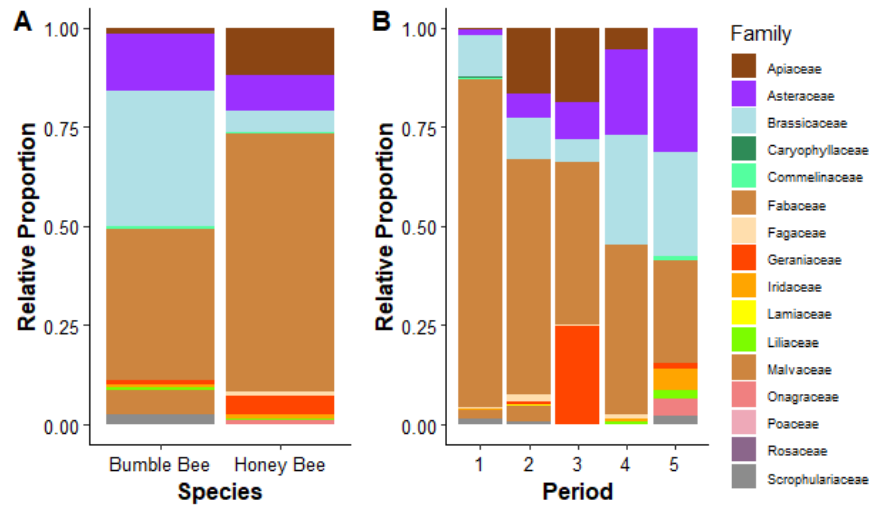 A
Relative Proportion
1.00
0.75
0.50
0.25
0.00
Bumble Bee
Honey Bee
Species
B
Relative Proportion
1.00
0.75
0.50
0.25
0.00
1
2
3
4
5
Period
Family
Apiaceae
Asteraceae
Brassicaceae
Caryophyllaceae
Commelinaceae
Fabaceae
Fagaceae
Geraniaceae
Iridaceae
Lamiaceae
Liliaceae
Malvaceae
Onagraceae
Poaceae
Rosaceae
Scrophulariaceae